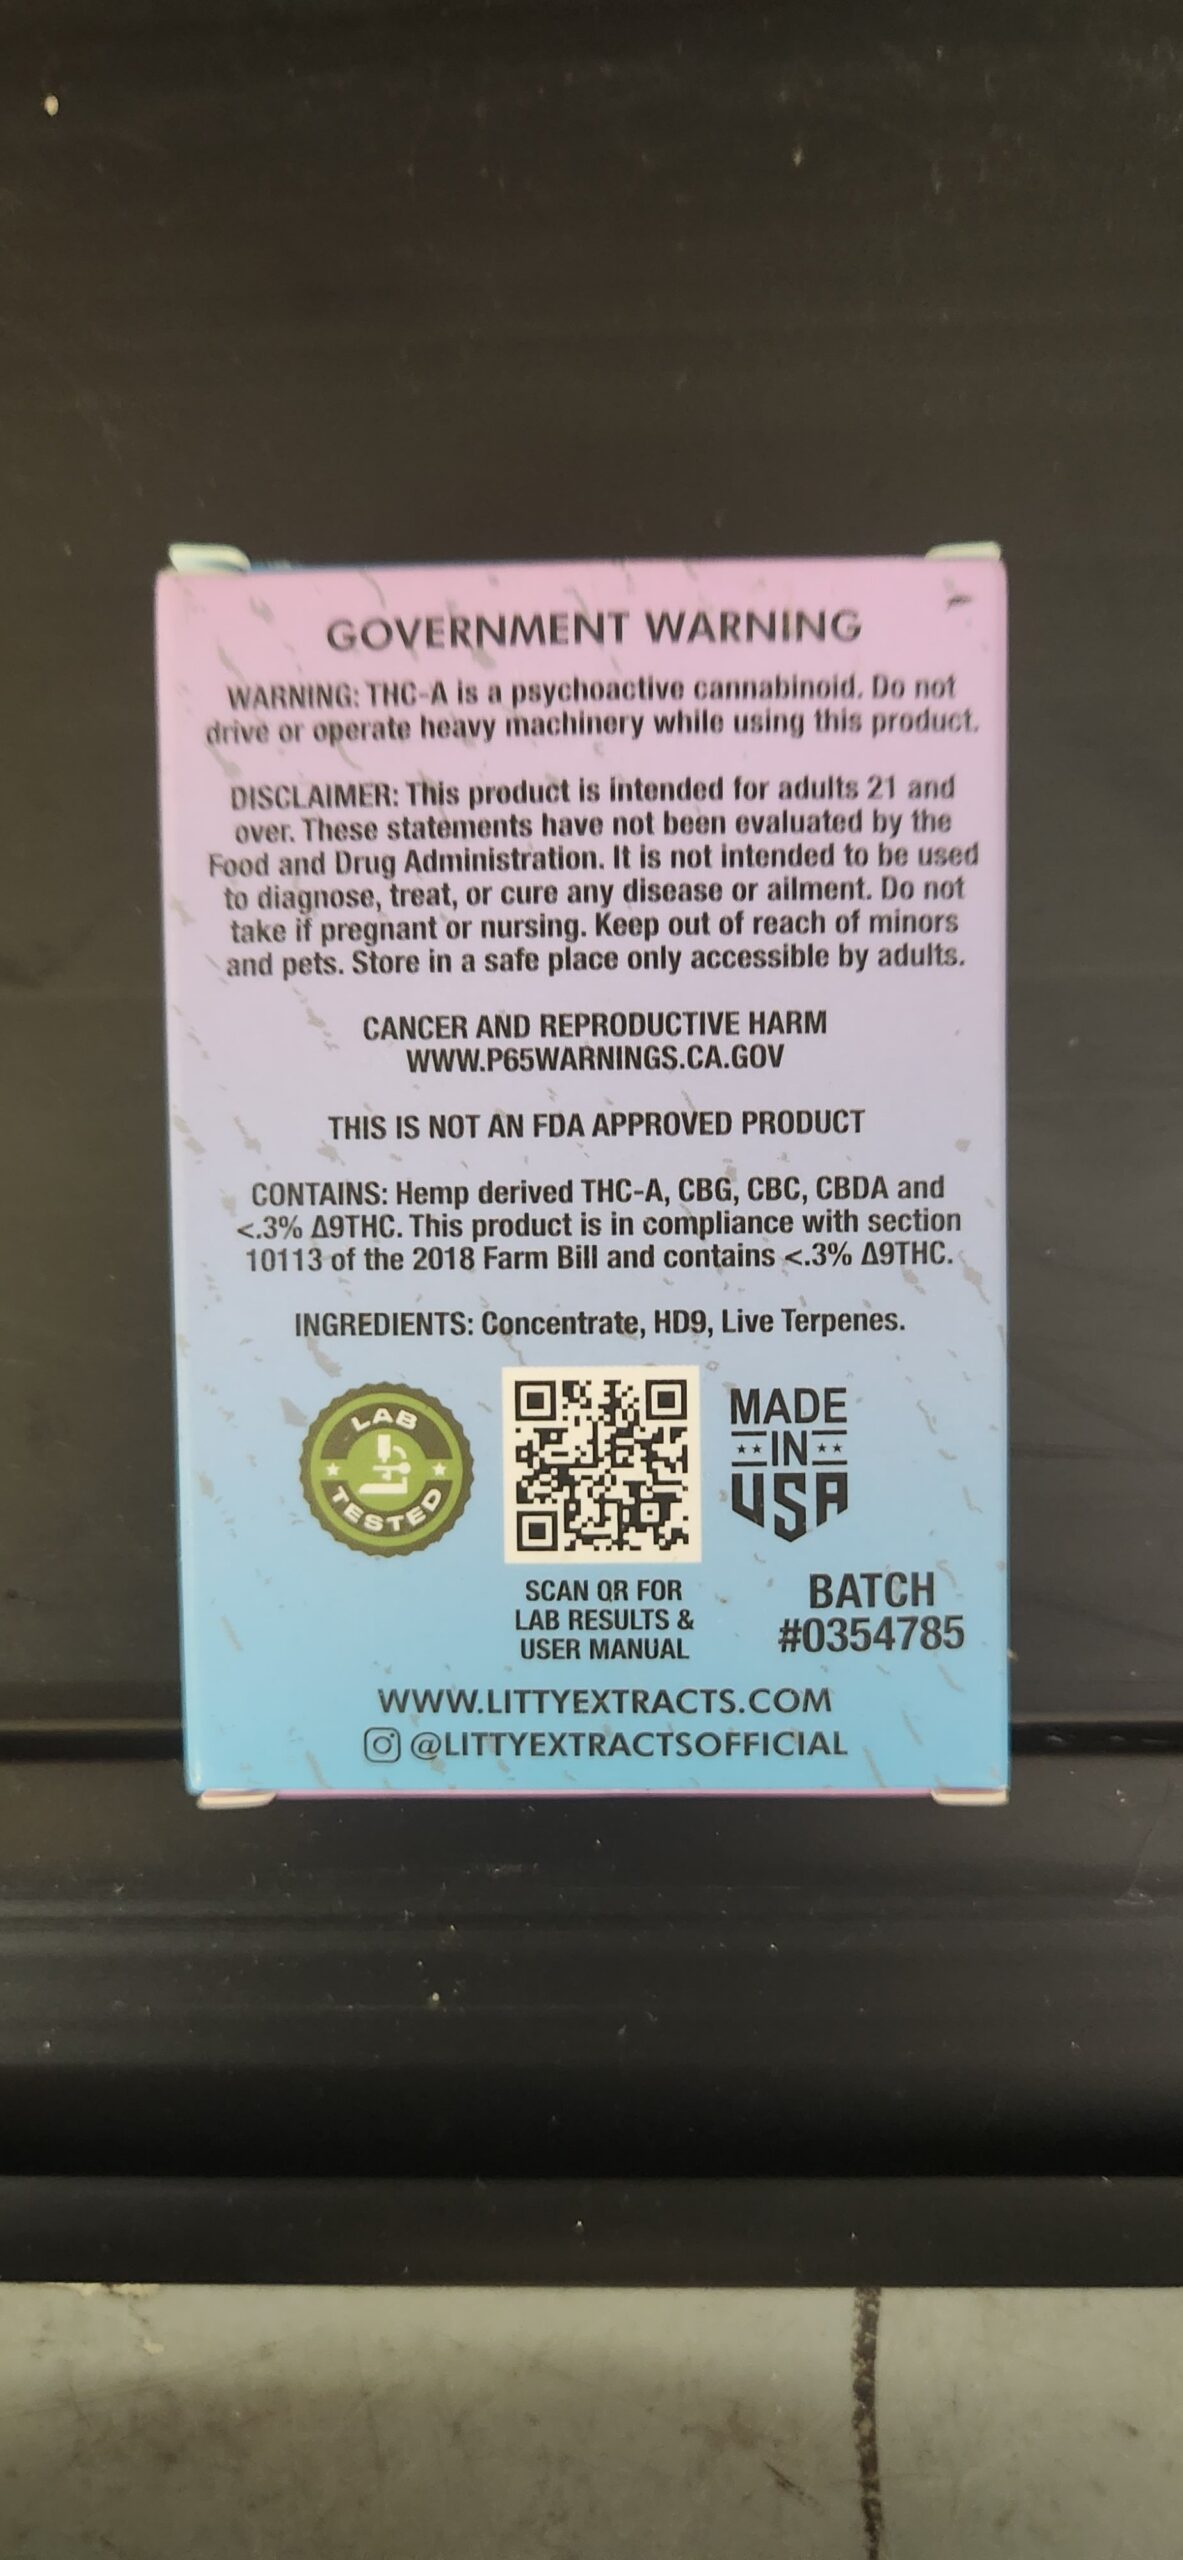 GOVERNMENT WARNING
WARNING: THC-A is a psychoactive cannabinoid. Do not
drive or operate heavy machinery while using this product.
DISCLAIMER: This product is intended for adults 21 and
over. These statements have not been evaluated by the
Food and Drug Administration. It is not intended to be used
to diagnose, treat, or cure any disease or ailment. Do not
take if pregnant or nursing. Keep out of reach of minors
and pets. Store in a safe place only accessible by adults.
CANCER AND REPRODUCTIVE HARM
WWW.P65WARNINGS.CA.GOV
THIS IS NOT AN FDA APPROVED PRODUCT
CONTAINS: Hemp derived THC-A, CBG, CBC, CBDA and
<.3% Δ9THC. This product is in compliance with section
10113 of the 2018 Farm Bill and contains <.3% Δ9THC.
INGREDIENTS: Concentrate, HD9, Live Terpenes.
LAB
TESTED
MADE
IN
USA
SCAN QR FOR
LAB RESULTS &
USER MANUAL
BATCH
#0354785
WWW.LITTYEXTRACTS.COM
@LITTYEXTRACTSOFFICIAL